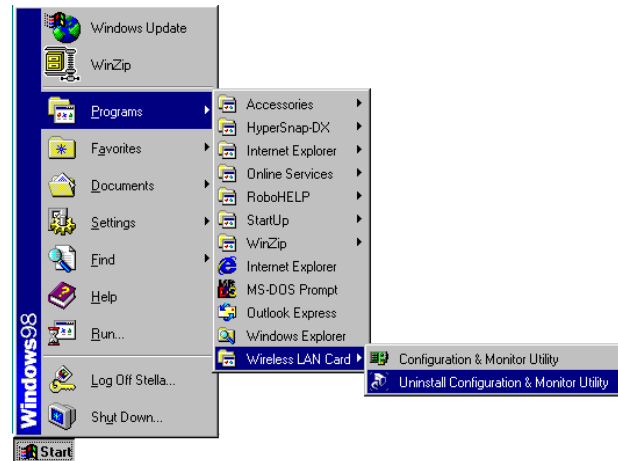 Windows Update
WinZip
Programs
Favorites
Documents
Settings
Find
Help
Run...
Log Off Stella...
Shut Down...
Windows98
Start
Accessories
HyperSnap-DX
Internet Explorer
Online Services
RoboHELP
StartUp
WinZip
Internet Explorer
MS-DOS Prompt
Outlook Express
Windows Explorer
Wireless LAN Card
Configuration & Monitor Utility
Uninstall Configuration & Monitor Utility